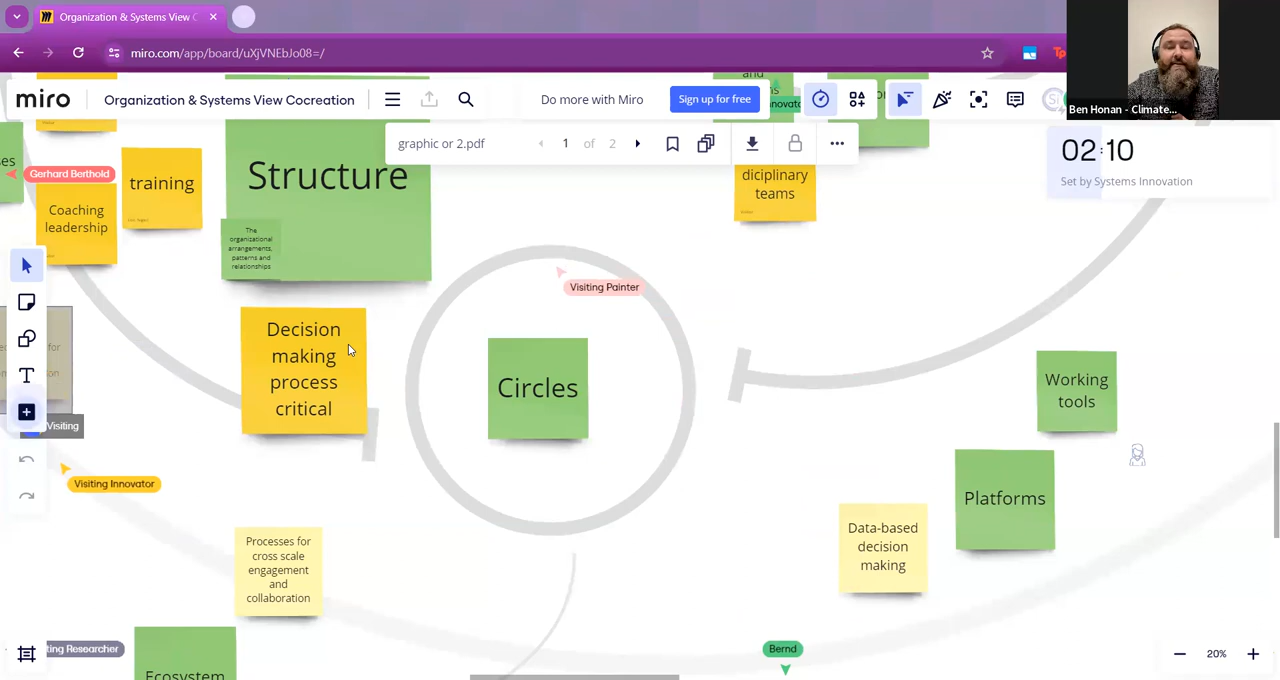 Organization & Systems View C
miro.com/app/board/uXjVNEbJo08=/
Tp
Ben Honan - Climate...
miro
Organization & Systems View Cocreation
Do more with Miro
Sign up for free
Si
graphic or 2.pdf
1 of 2
02:10
Set by Systems Innovation
and
Gerhard Berthold
training
Coaching
leadership
Structure
The
organizational
arrangements,
patterns and
relationships
diciplinary
teams
Visiting Painter
Decision
making
process
critical
Circles
Working
tools
Visiting
Platforms
Visiting Innovator
Data-based
decision
making
Processes for
cross scale
engagement
and
collaboration
Bernd
ting Researcher
Ecosystem
20%